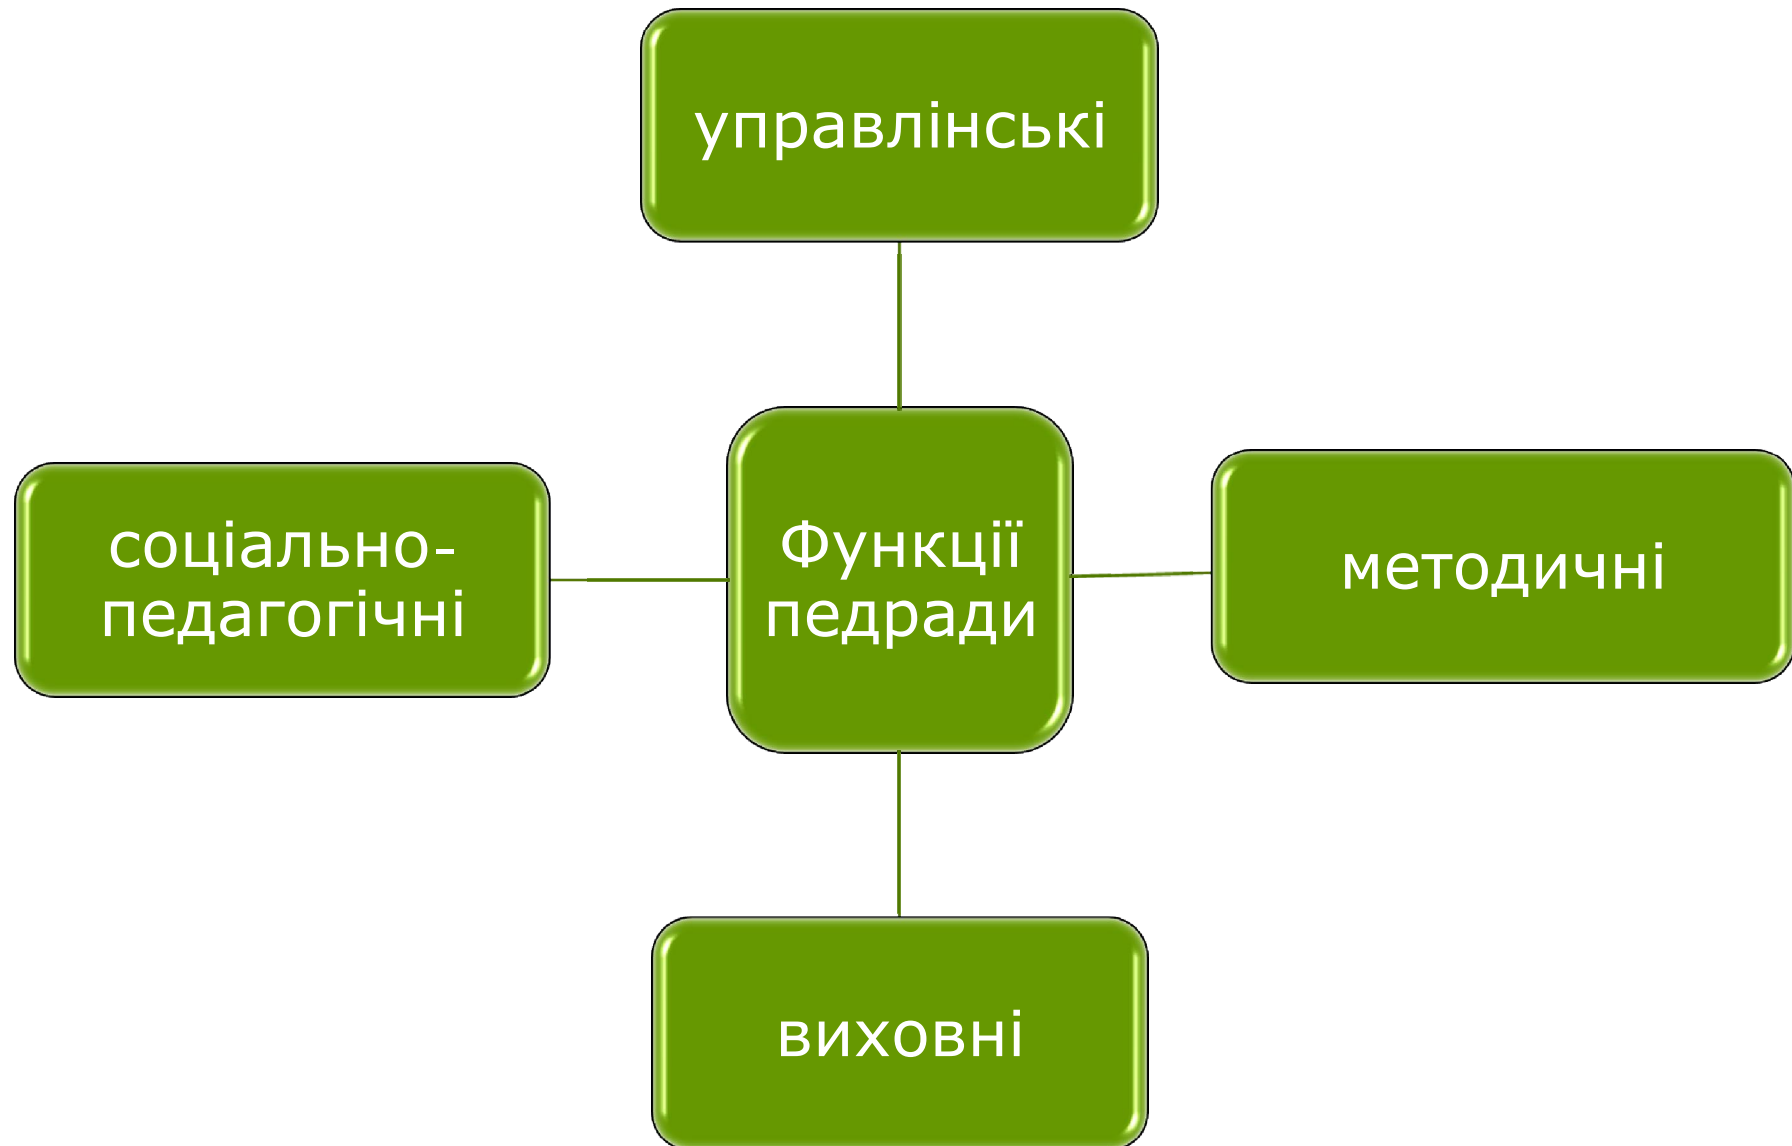 управлінські
соціально-
педагогічні
Функції
педради
методичні
виховні